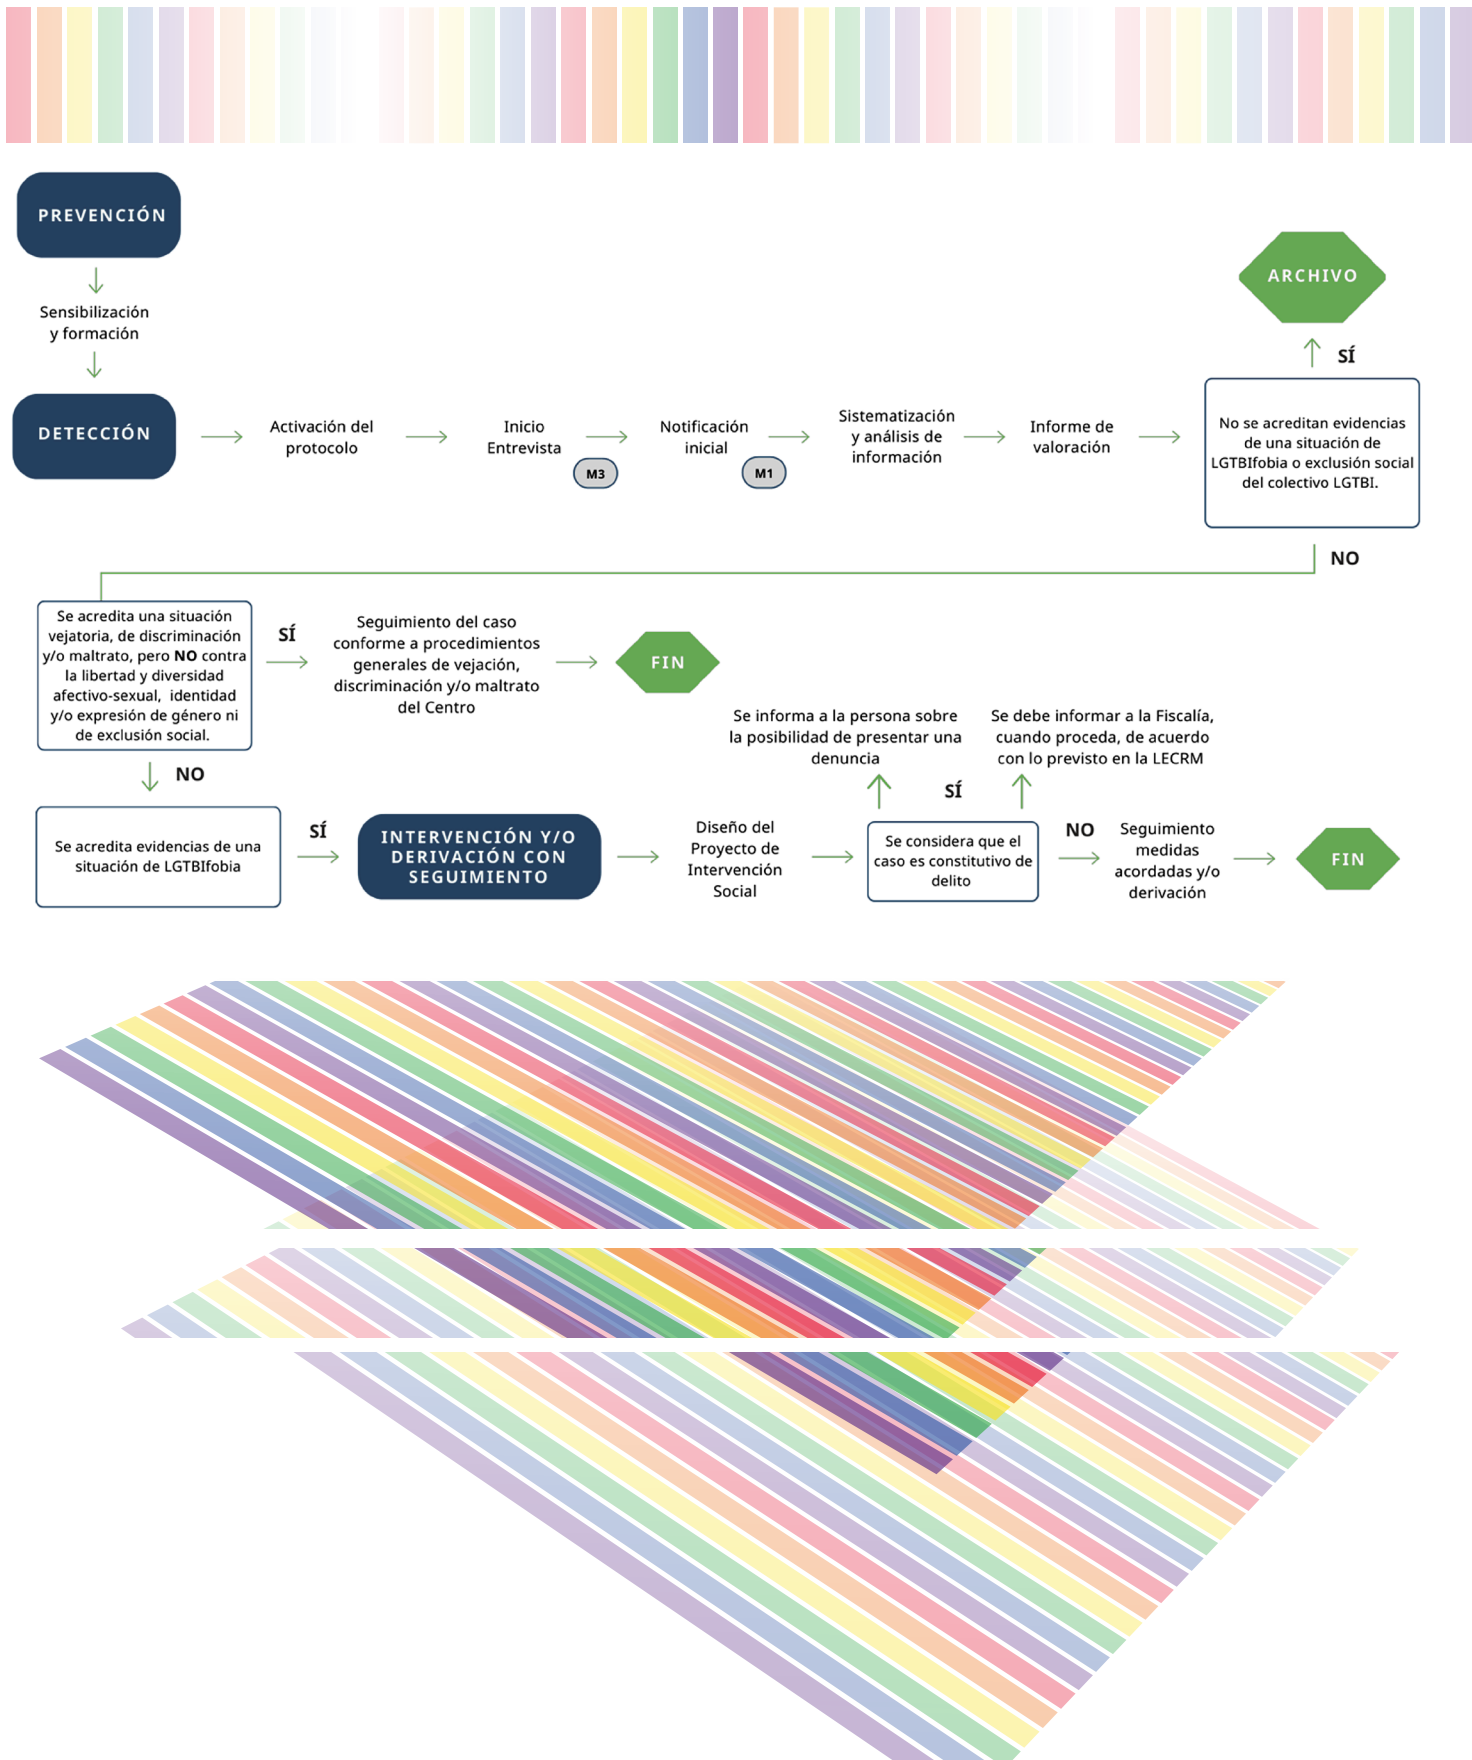 PREVENCIÓN
Sensibilización
y formación
DETECCIÓN
Activación del
protocolo
Inicio
Entrevista
M3
Notificación
inicial
M1
Sistematización
y análisis de
información
Informe de
valoración
ARCHIVO
SÍ
No se acreditan evidencias
de una situación de
LGTBIfobia o exclusión social
del colectivo LGTBI.
NO
Se acredita una situación
vejatoria, de discriminación
y/o maltrato, pero NO contra
la libertad y diversidad
afectivo-sexual, identidad
y/o expresión de género ni
de exclusión social.
SÍ
Seguimiento del caso
conforme a procedimientos
generales de vejación,
discriminación y/o maltrato
del Centro
FIN
NO
Se acredita evidencias de una
situación de LGTBIfobia
SÍ
INTERVENCIÓN Y/O
DERIVACIÓN CON
SEGUIMIENTO
Diseño del
Proyecto de
Intervención
Social
Se considera que el
caso es constitutivo de
delito
SÍ
Se informa a la persona sobre
la posibilidad de presentar una
denuncia
Se debe informar a la Fiscalía,
cuando proceda, de acuerdo
con lo previsto en la LECRM
NO
Seguimiento
medidas
acordadas y/o
derivación
FIN